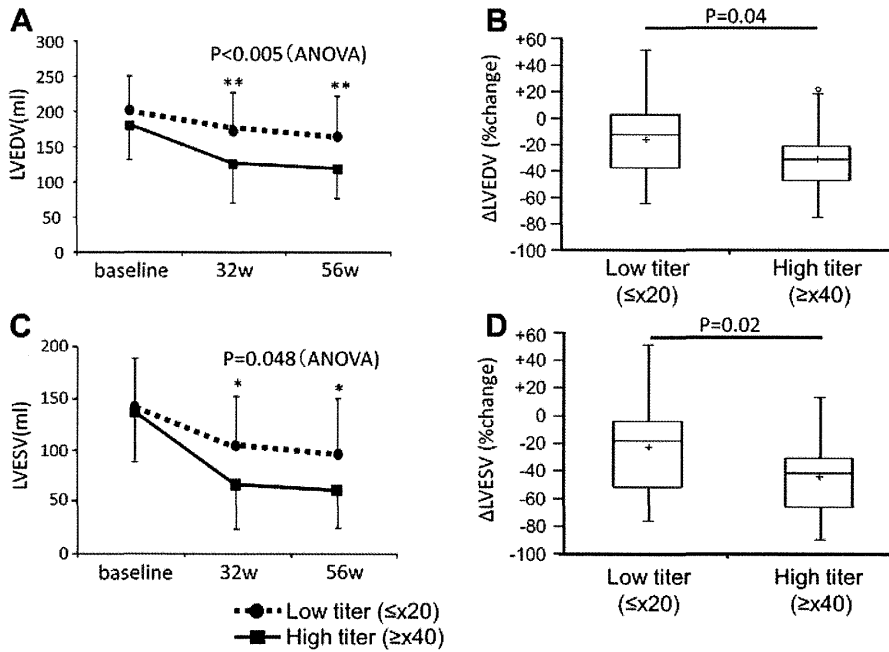 A
P<0.005(ANOVA)
300
250
200
150
100
50
0
LVEDV(ml)
**
**
baseline 32w 56w
B
P=0.04
+60
+40
+20
0
-20
-40
-60
-80
-100
ΔLVEDV (%change)
Low titer High titer
(≤x20) (≥x40)
C
P=0.048(ANOVA)
200
150
100
50
0
LVESV(ml)
*
*
baseline 32w 56w
Low titer (≤x20)
High titer (≥x40)
D
P=0.02
+60
+40
+20
0
-20
-40
-60
-80
-100
ΔLVESV (%change)
Low titer High titer
(≤x20) (≥x40)